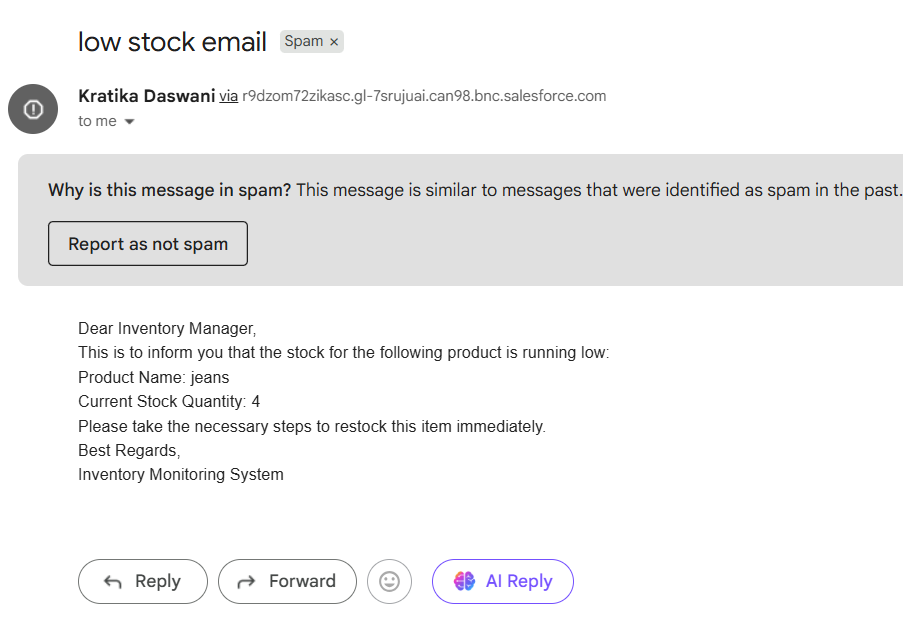 low stock email Spam ×
Kratika Daswani via r9dzom72zikasc.gl-7srujuai.can98.bnc.salesforce.com
to me
Why is this message in spam? This message is similar to messages that were identified as spam in the past.
Report as not spam
Dear Inventory Manager,
This is to inform you that the stock for the following product is running low:
Product Name: jeans
Current Stock Quantity: 4
Please take the necessary steps to restock this item immediately.
Best Regards,
Inventory Monitoring System
Reply Forward AI Reply